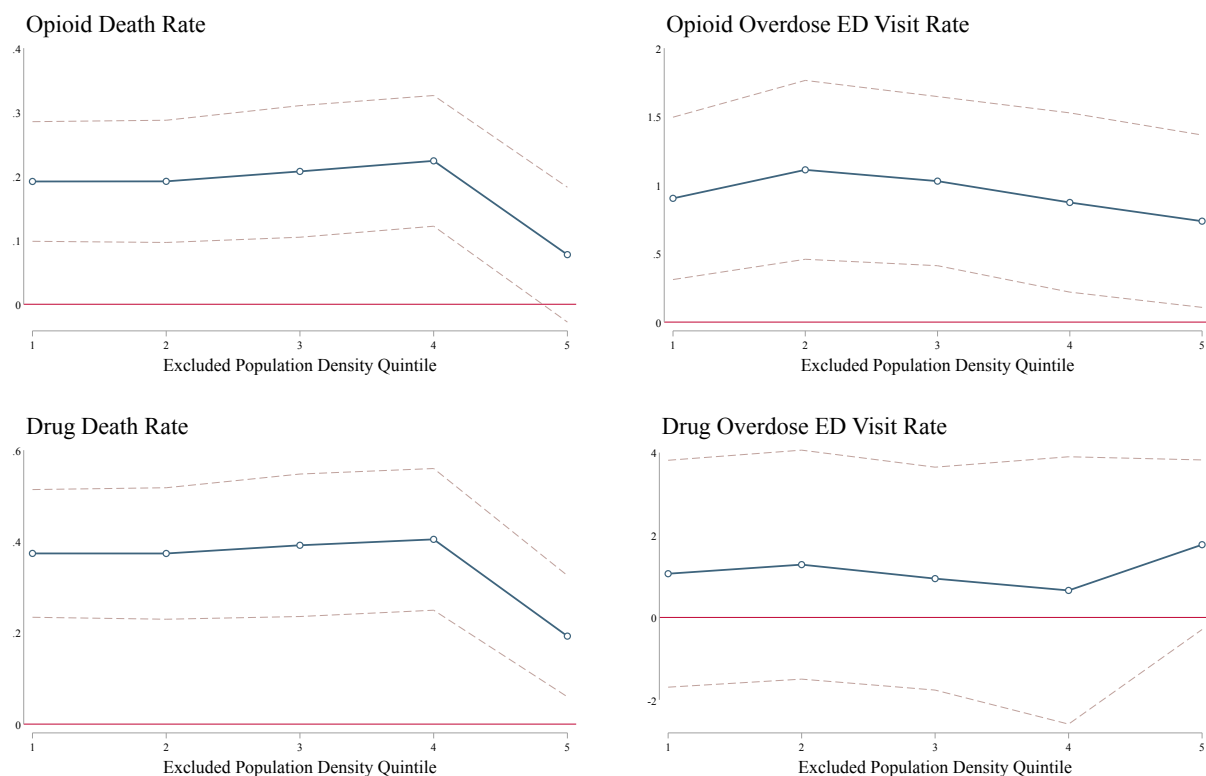 Opioid Death Rate
.4
.3
.2
.1
0
1 2 3 4 5
Excluded Population Density Quintile
Opioid Overdose ED Visit Rate
2
1.5
1
.5
0
1 2 3 4 5
Excluded Population Density Quintile
Drug Death Rate
.6
.4
.2
0
1 2 3 4 5
Excluded Population Density Quintile
Drug Overdose ED Visit Rate
4
2
0
-2
1 2 3 4 5
Excluded Population Density Quintile